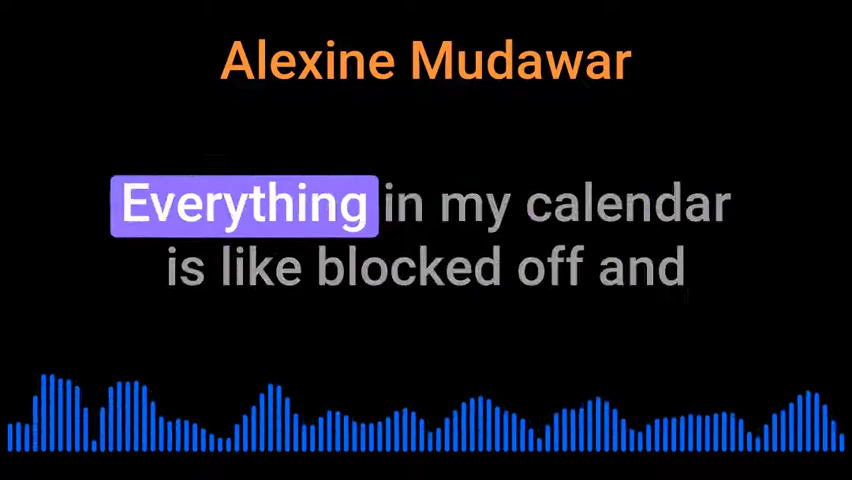 Alexine Mudawar
Everything in my calendar
is like blocked off and